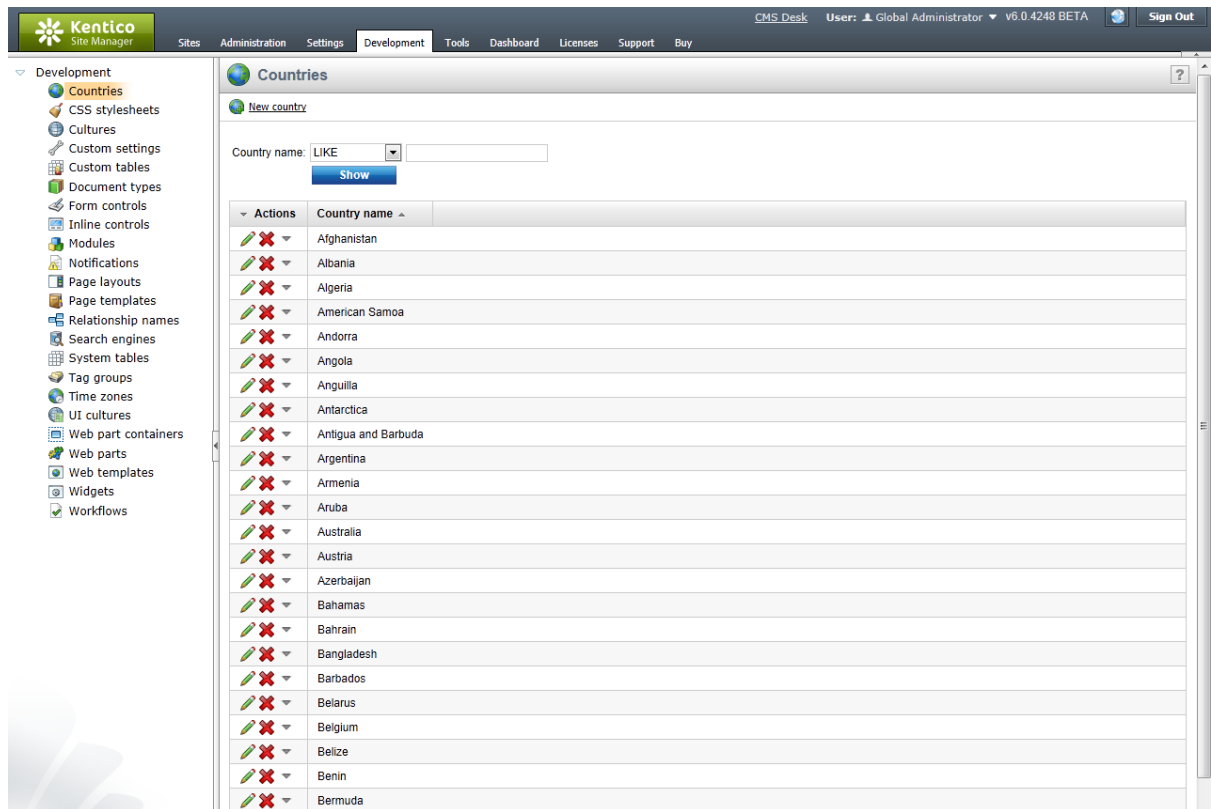 CMS Desk User: Global Administrator v6.0.4248 BETA Sign Out
Kentico
Site Manager
Sites Administration Settings Development Tools Dashboard Licenses Support Buy
Development
Countries
CSS stylesheets
Cultures
Custom settings
Custom tables
Document types
Form controls
Inline controls
Modules
Notifications
Page layouts
Page templates
Relationship names
Search engines
System tables
Tag groups
Time zones
UI cultures
Web part containers
Web parts
Web templates
Widgets
Workflows
Countries ?
New country
Country name: LIKE
Show
Actions Country name
Afghanistan
Albania
Algeria
American Samoa
Andorra
Angola
Anguilla
Antarctica
Antigua and Barbuda
Argentina
Armenia
Aruba
Australia
Austria
Azerbaijan
Bahamas
Bahrain
Bangladesh
Barbados
Belarus
Belgium
Belize
Benin
Bermuda